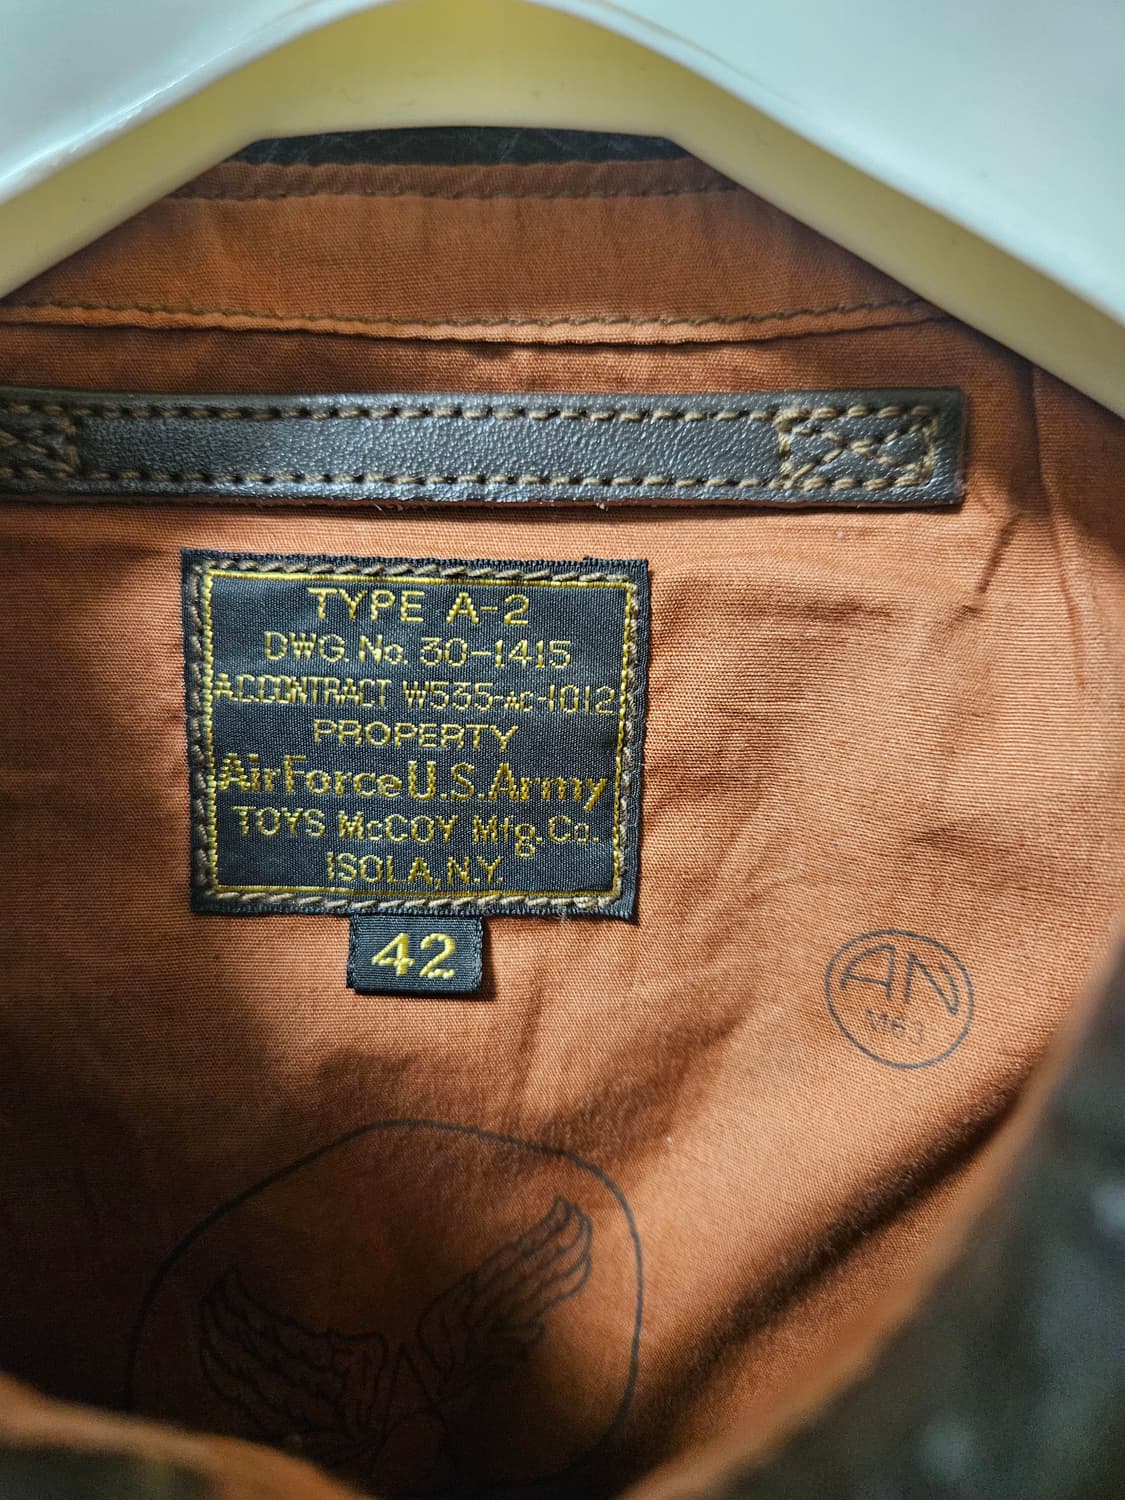 TYPE A-2
DWG. No. 30-1415
A.C.CONTRACT W535-AC-1012
PROPERTY
Air Force U.S. Army
TOYS McCOY Mfg. Co.
ISOLA, N.Y.
42
AN